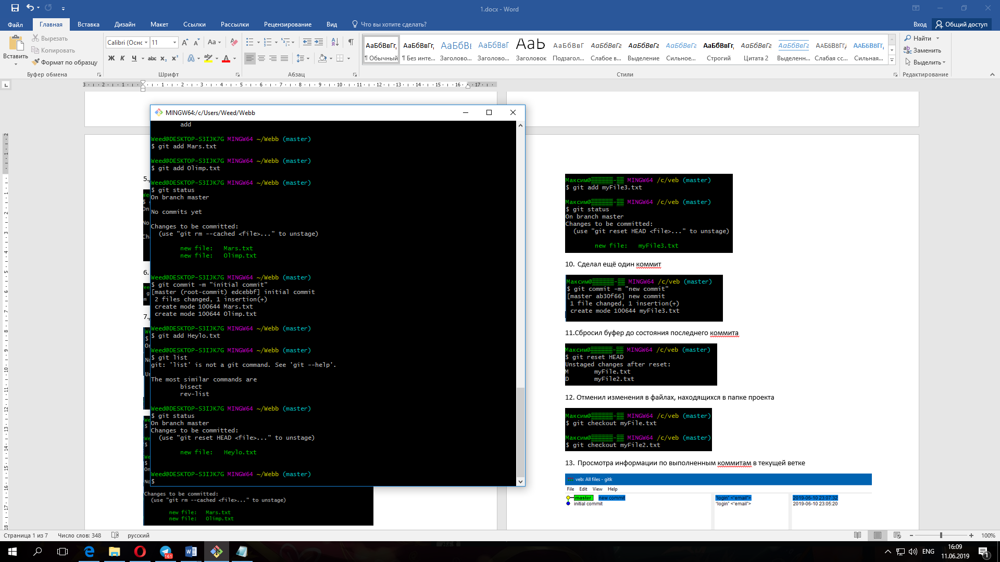 1.docx - Word
Файл Главная Вставка Дизайн Макет Ссылки Рассылки Рецензирование Вид Что вы хотите сделать? Вход Общий доступ
Вставить
Вырезать
Копировать
Формат по образцу
Буфер обмена
Calibri (Оснс 11
Шрифт
Абзац
АаБбВвГг, АаБбВвГг, АаБбВв АаБбВвГ АаЬ АаБбВвГ АаБбВвГг АаБбВвГг АаБбВвГг АаБбВвГг, АаБбВвГг АаБбВвГг АаБбВвГг, АаБбВвГг,
¶ Обычный ¶ Без инте... Заголово... Заголово... Заголовок Подзагол... Слабое в... Выделение Сильное... Строгий Цитата 2 Выделенн... Слабая сс... Сильная...
Стили
Найти
Заменить
Выделить
Редактирование
MINGW64:/c/Users/Weed/Webb
add
Weed@DESKTOP-S3IJK7G MINGW64 ~/Webb (master)
$ git add Mars.txt
Weed@DESKTOP-S3IJK7G MINGW64 ~/Webb (master)
$ git add Olimp.txt
Weed@DESKTOP-S3IJK7G MINGW64 ~/Webb (master)
$ git status
On branch master
No commits yet
Changes to be committed:
(use "git rm --cached <file>..." to unstage)
new file: Mars.txt
new file: Olimp.txt
Weed@DESKTOP-S3IJK7G MINGW64 ~/Webb (master)
$ git commit -m "initial commit"
[master (root-commit) edcebbf] initial commit
2 files changed, 1 insertion(+)
create mode 100644 Mars.txt
create mode 100644 Olimp.txt
Weed@DESKTOP-S3IJK7G MINGW64 ~/Webb (master)
$ git add Heylo.txt
Weed@DESKTOP-S3IJK7G MINGW64 ~/Webb (master)
$ git list
git: 'list' is not a git command. See 'git --help'.
The most similar commands are
bisect
rev-list
Weed@DESKTOP-S3IJK7G MINGW64 ~/Webb (master)
$ git status
On branch master
Changes to be committed:
(use "git reset HEAD <file>..." to unstage)
new file: Heylo.txt
Weed@DESKTOP-S3IJK7G MINGW64 ~/Webb (master)
$
5.
6.
7.
Changes to be committed:
(use "git rm --cached <file>..." to unstage)
new file: Mars.txt
new file: Olimp.txt
Максим@ MINGW64 /c/veb (master)
$ git add myFile3.txt
Максим@ MINGW64 /c/veb (master)
$ git status
On branch master
Changes to be committed:
(use "git reset HEAD <file>..." to unstage)
new file: myFile3.txt
10. Сделал ещё один коммит
Максим@ MINGW64 /c/veb (master)
$ git commit -m "new commit"
[master ab30f66] new commit
1 file changed, 1 insertion(+)
create mode 100644 myFile3.txt
11.Сбросил буфер до состояния последнего коммита
Максим@ MINGW64 /c/veb (master)
$ git reset HEAD
Unstaged changes after reset:
M myFile.txt
D myFile2.txt
12. Отменил изменения в файлах, находящихся в папке проекта
Максим@ MINGW64 /c/veb (master)
$ git checkout myFile.txt
Максим@ MINGW64 /c/veb (master)
$ git checkout myFile2.txt
13. Просмотра информации по выполненным коммитам в текущей ветке
veb: All files - gitk
File Edit View Help
master new commit "login" <"email"> 2019-06-10 23:07:32
initial commit "login" <"email"> 2019-06-10 23:05:20
Страница 1 из 7 Число слов: 348 русский 100%
161
ENG
16:09
11.06.2019
1